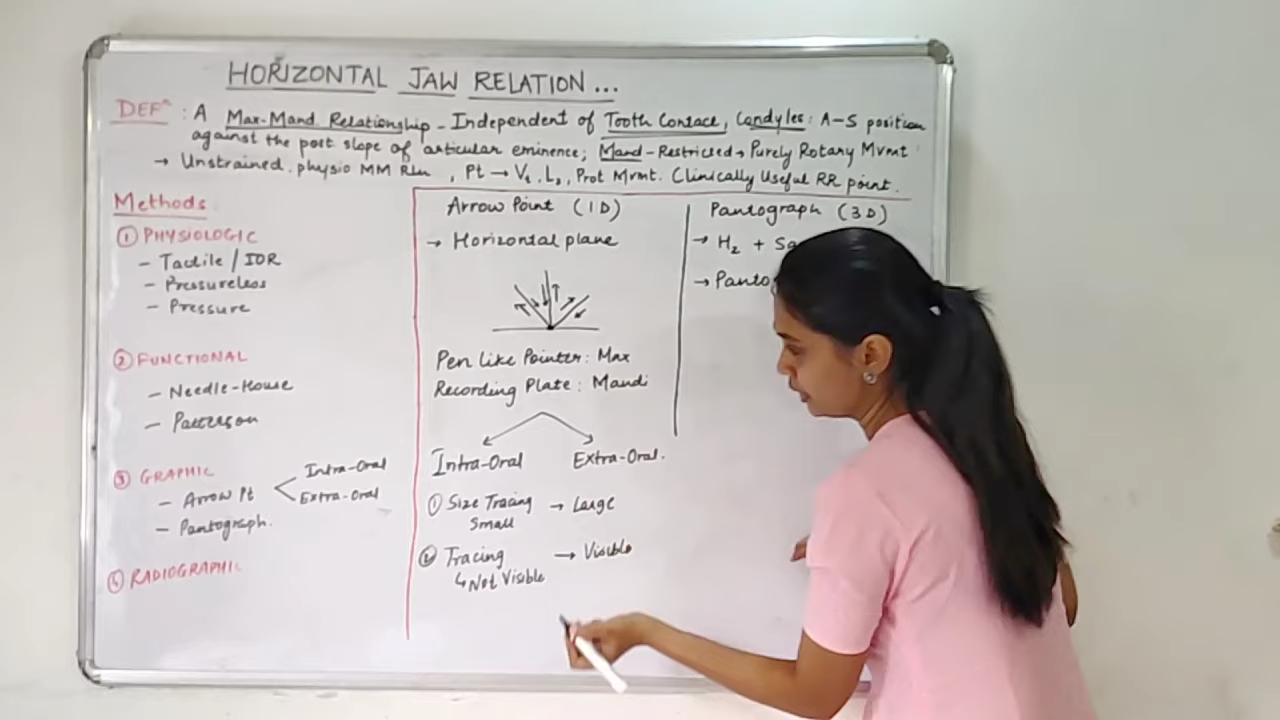 HORIZONTAL JAW RELATION...
DEFⁿ : A Max-Mand Relationship - Independent of Tooth Contact, Condyles : A-S position
against the post slope of articular eminence; Mand - Restricted → Purely Rotary Mvmt
→ Unstrained, physio MM Rln , Pt → V, L, Prot Mvmt. Clinically Useful RR point.
Methods
① PHYSIOLOGIC
- Tactile / IOR
- Pressureless
- Pressure
② FUNCTIONAL
- Needle-House
- Patterson
③ GRAPHIC
- Arrow Pt
Intra-Oral
Extra-Oral
- Pantograph.
④ RADIOGRAPHIC
Arrow Point (1D)
→ Horizontal plane
Pen like Pointer : Max
Recording Plate : Mandi
Intra-Oral Extra-Oral.
① Size Tracing → Large
Small
② Tracing → Visible
↳ Not Visible
Pantograph (3D)
→ Hz + Sa
→ Panto